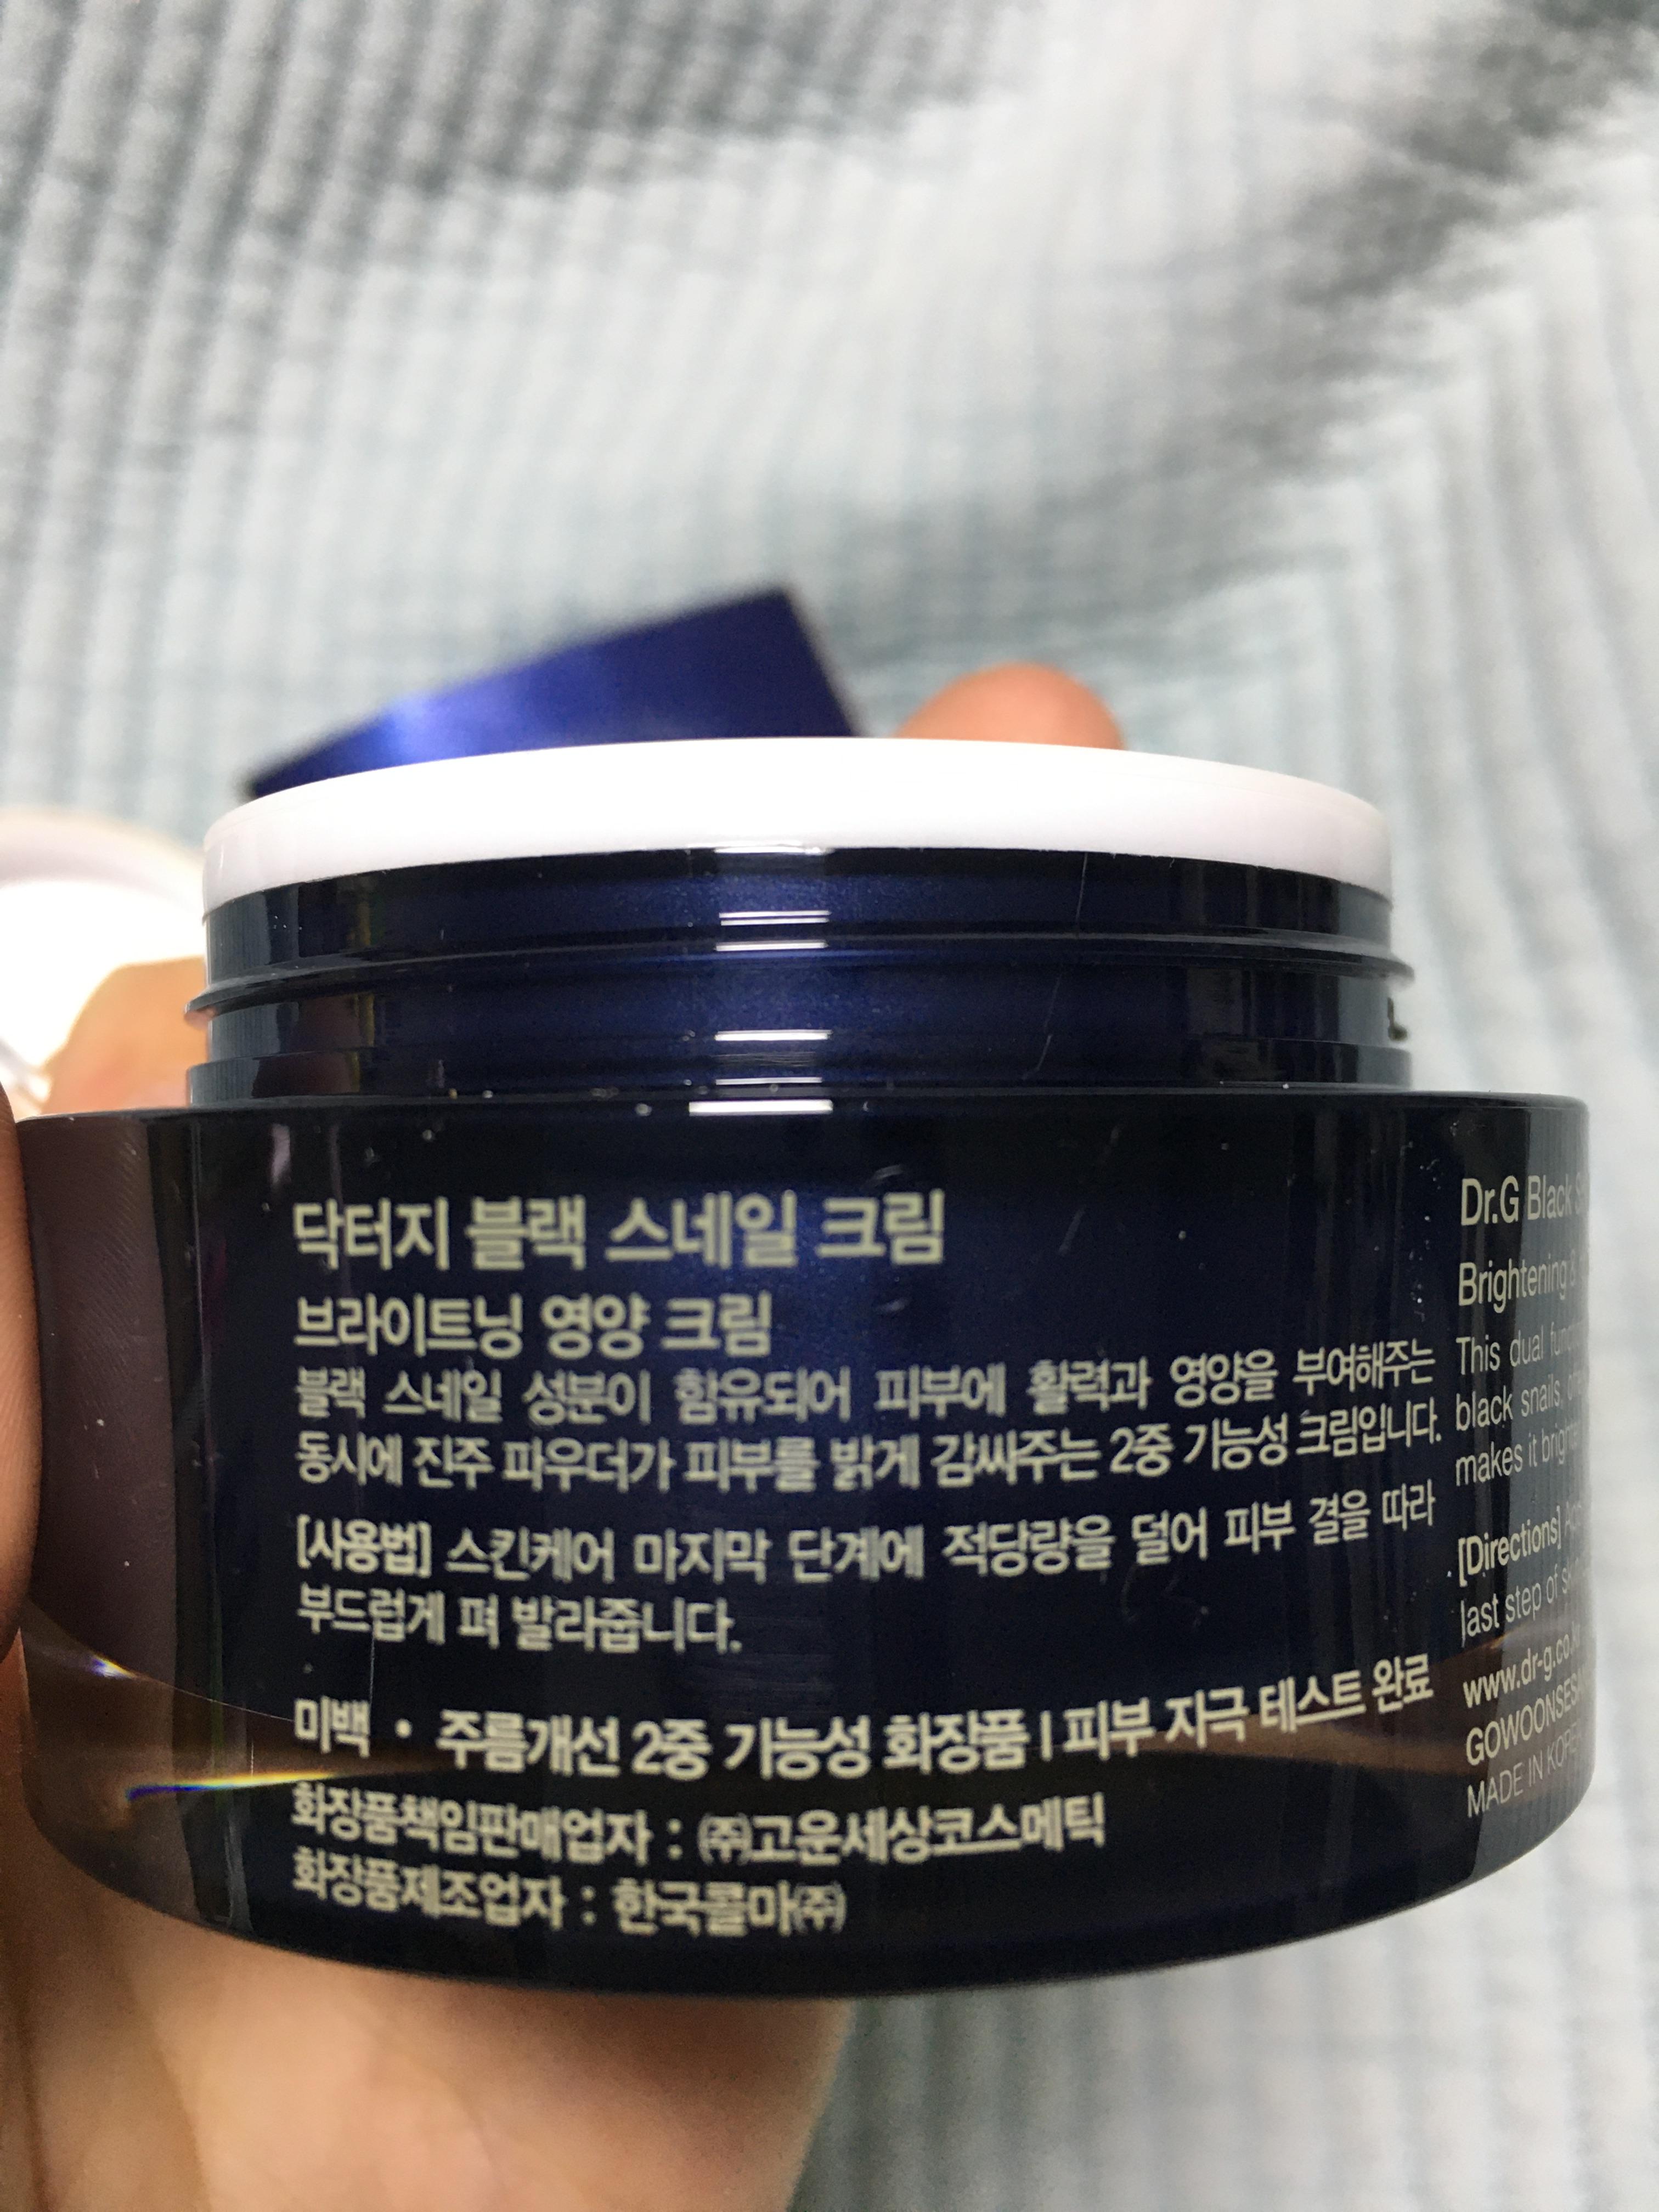 닥터지 블랙 스네일 크림
브라이트닝 영양 크림
블랙 스네일 성분이 함유되어 피부에 활력과 영양을 부여해주는
동시에 진주 파우더가 피부를 밝게 감싸주는 2중 기능성 크림입니다.
[사용법] 스킨케어 마지막 단계에 적당량을 덜어 피부 결을 따라
부드럽게 펴 발라줍니다.
미백 • 주름개선 2중 기능성 화장품 I 피부 자극 테스트 완료
화장품책임판매업자 : ㈜고운세상코스메틱
화장품제조업자 : 한국콜마㈜
Dr.G Black
Brightening &
This dual
black snails,
makes it
[Directions]
last step of
www.dr-g.co.
MADE IN